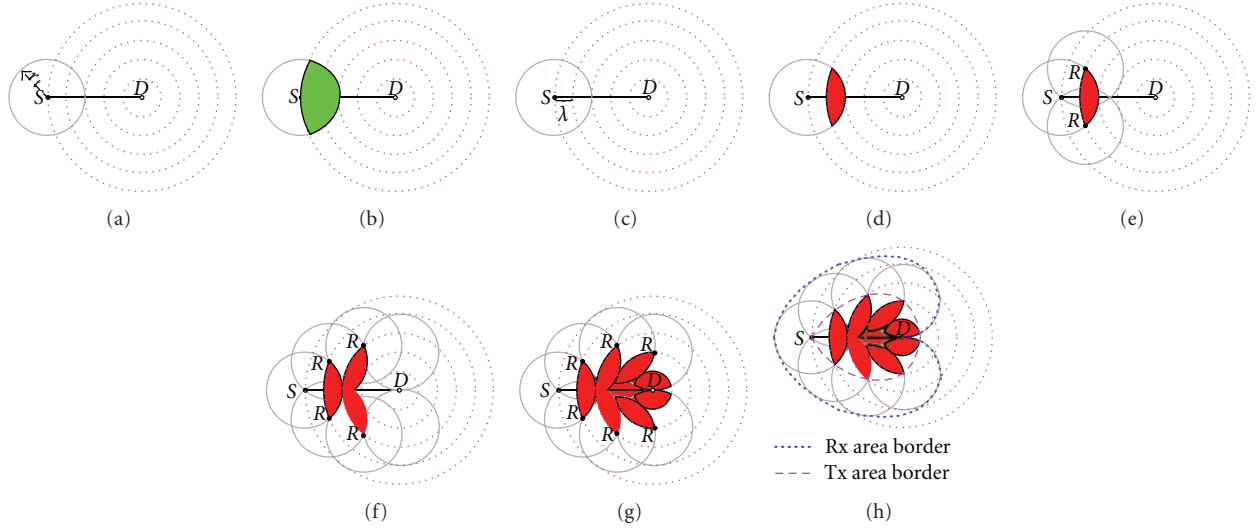 r
S
D
(a)
S
D
(b)
S
D
λ
(c)
S
D
(d)
R
S
D
R
(e)
R
R
S
D
R
R
(f)
R
R
R
S
D
R
R
R
(g)
S
D
Rx area border
Tx area border
(h)